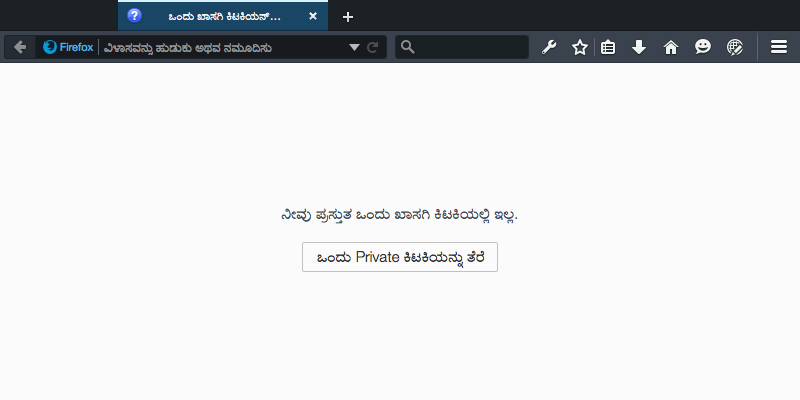 ಒಂದು ಖಾಸಗಿ ಕಿಟಕಿಯನ್...
Firefox ವಿಳಾಸವನ್ನು ಹುಡುಕು ಅಥವ ನಮೂದಿಸು
ನೀವು ಪ್ರಸ್ತುತ ಒಂದು ಖಾಸಗಿ ಕಿಟಕಿಯಲ್ಲಿ ಇಲ್ಲ.
ಒಂದು Private ಕಿಟಕಿಯನ್ನು ತೆರೆ